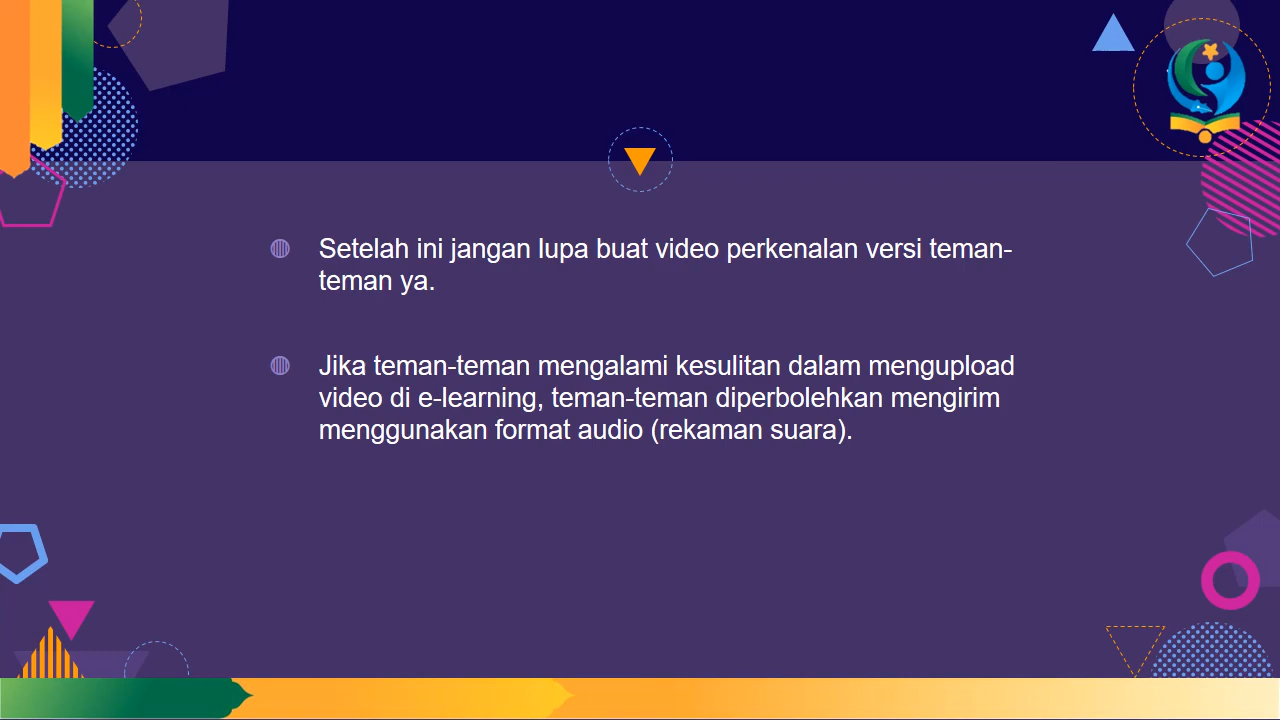 Setelah ini jangan lupa buat video perkenalan versi teman-
teman ya.
Jika teman-teman mengalami kesulitan dalam mengupload
video di e-learning, teman-teman diperbolehkan mengirim
menggunakan format audio (rekaman suara).